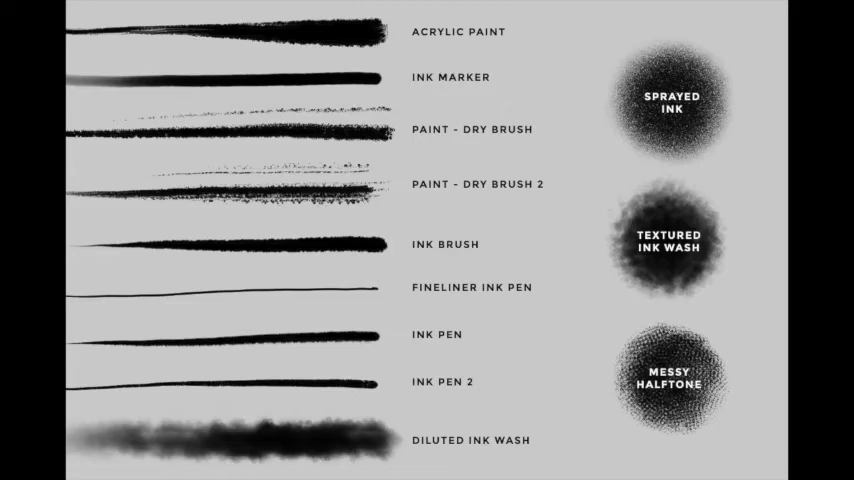 ACRYLIC PAINT
INK MARKER
PAINT - DRY BRUSH
PAINT - DRY BRUSH 2
INK BRUSH
FINELINER INK PEN
INK PEN
INK PEN 2
DILUTED INK WASH
SPRAYED
INK
TEXTURED
INK WASH
MESSY
HALFTONE